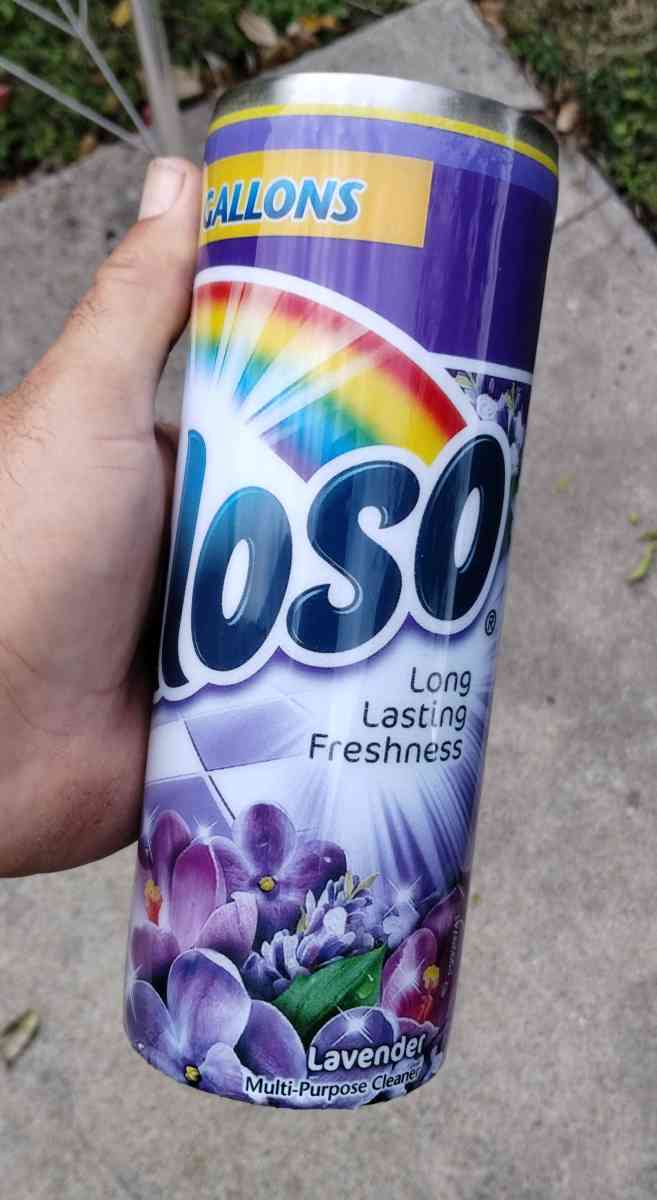 GALLONS
loso®
Long
Lasting
Freshness
Lavender
Multi-Purpose Cleaner